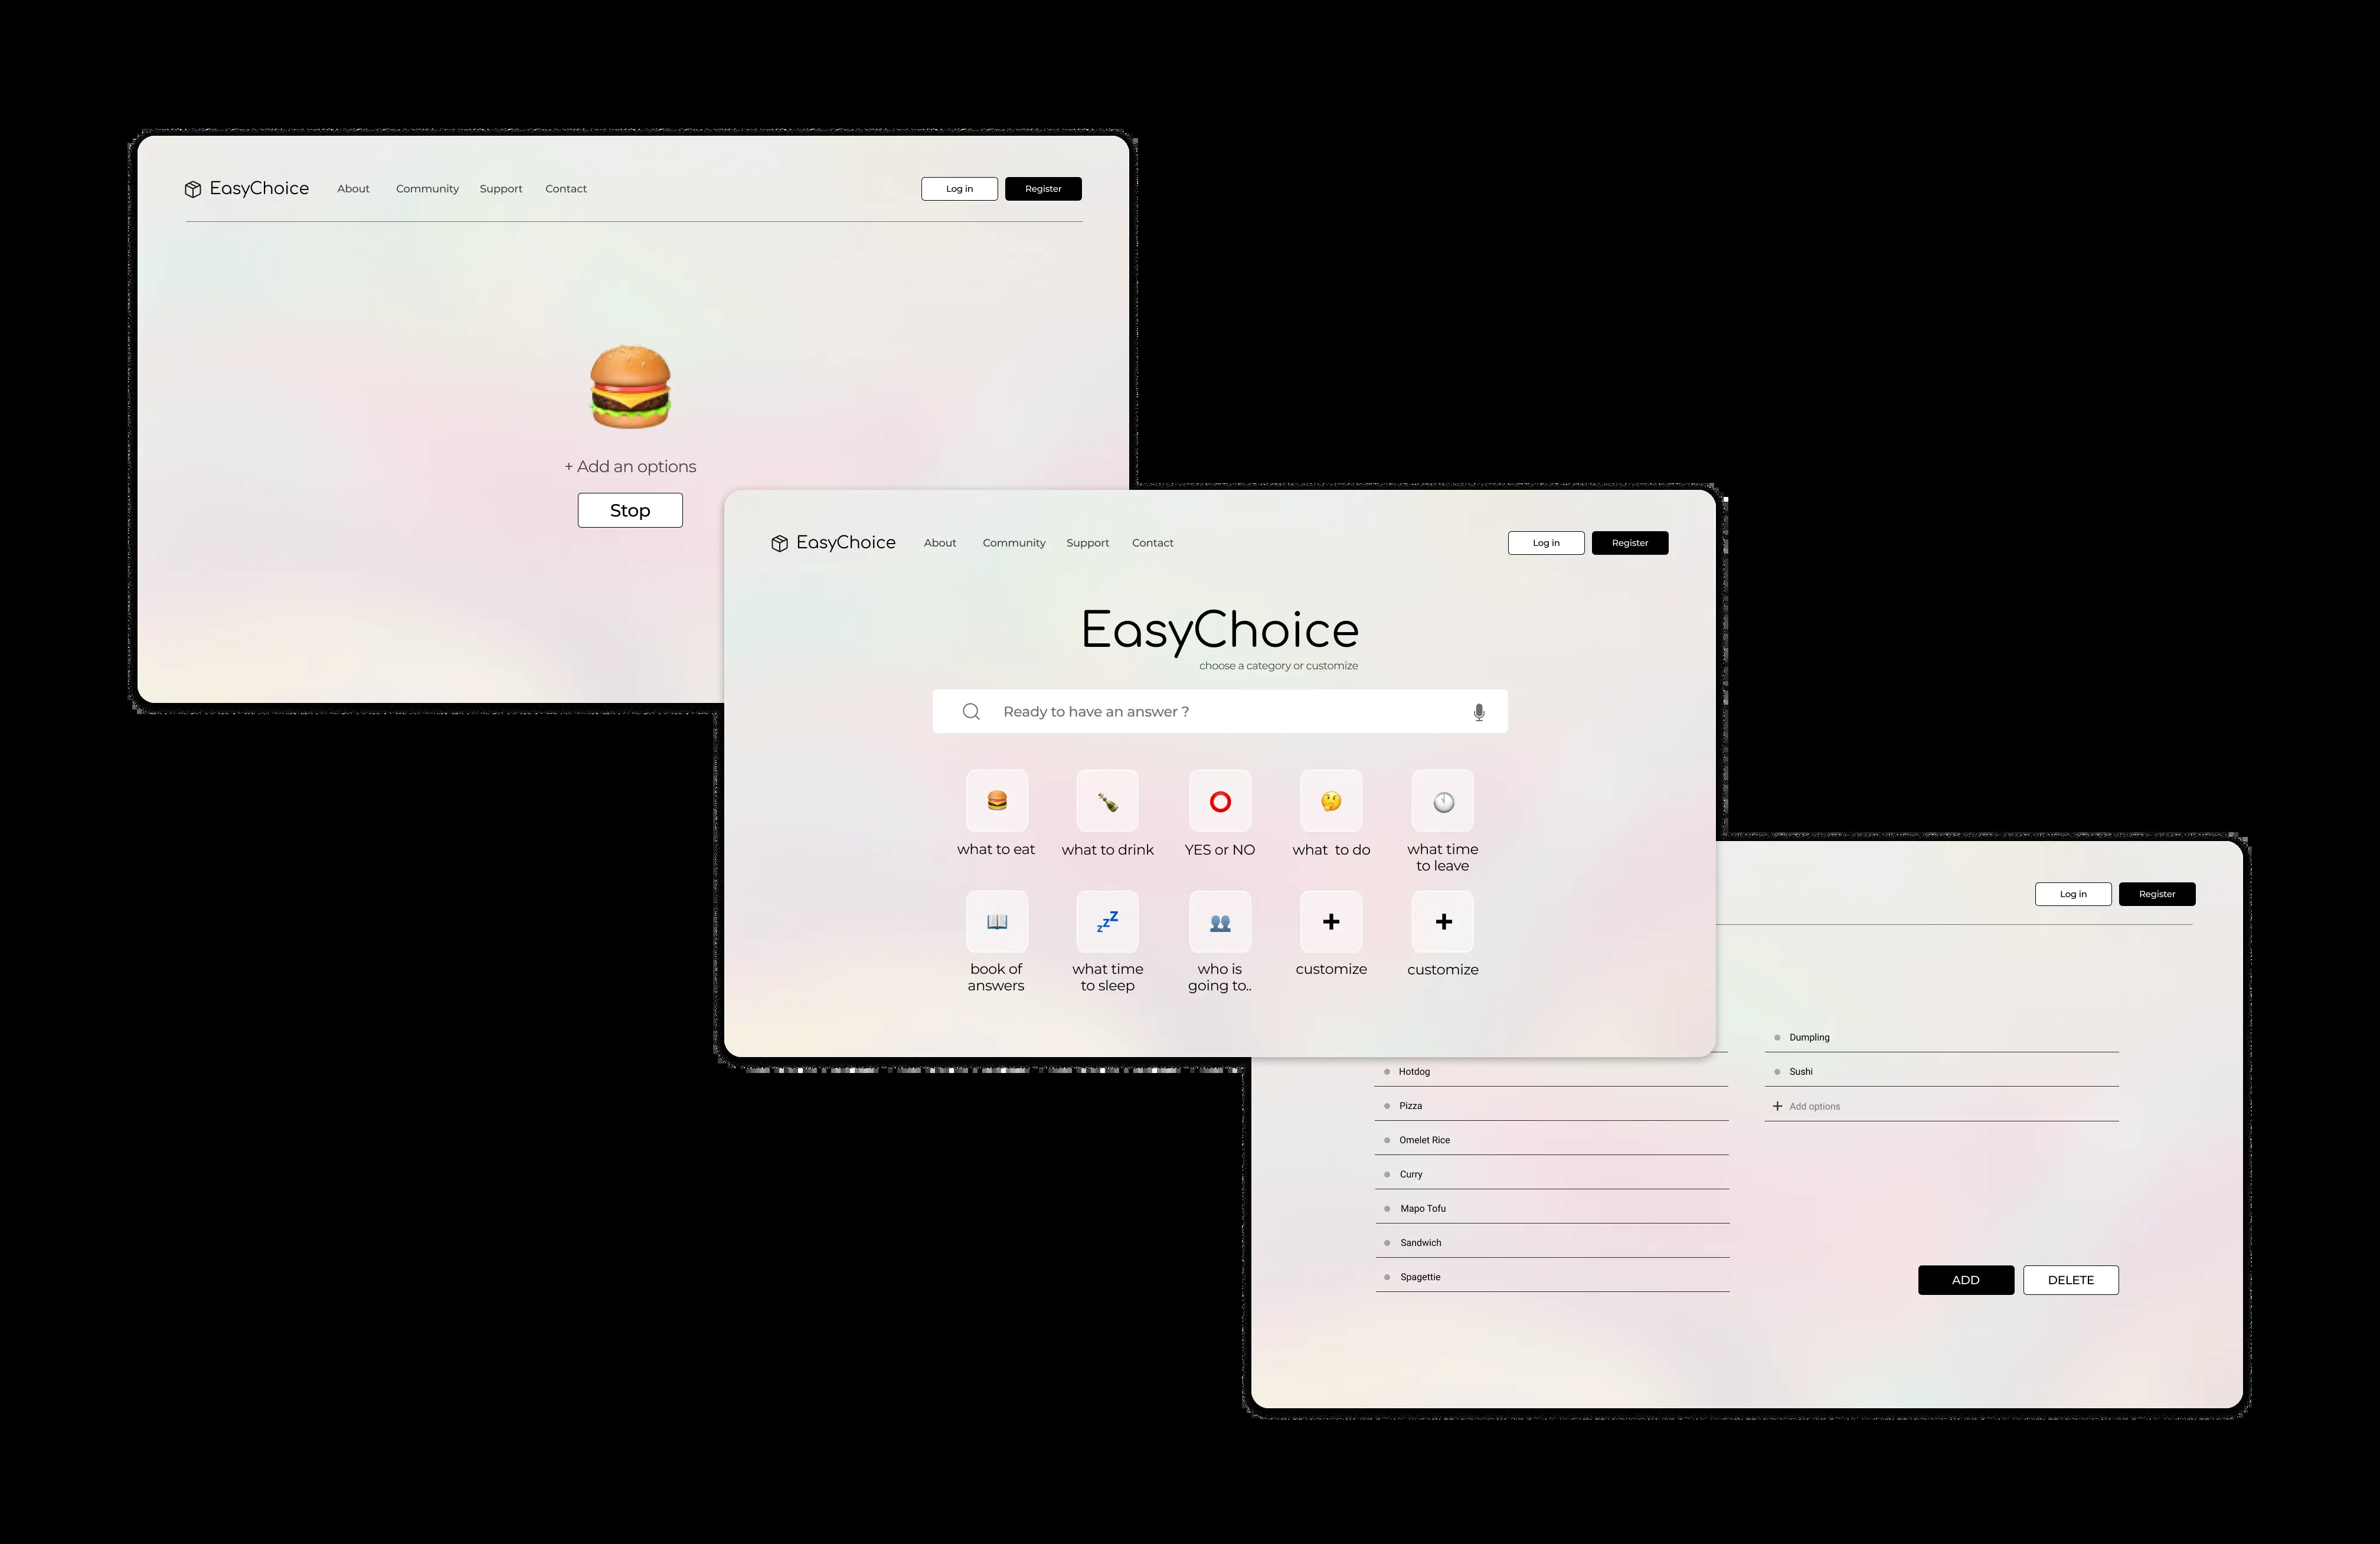 EasyChoice About Community Support Contact Log in Register
+ Add an options
Stop
EasyChoice About Community Support Contact Log in Register
EasyChoice
choose a category or customize
Ready to have an answer ?
what to eat what to drink YES or NO what  to do what time
to leave
book of what time who is customize customize
answers to sleep going to..
Log in Register
Hotdog
Pizza
Omelet Rice
Curry
Mapo Tofu
Sandwich
Spagettie
Dumpling
Sushi
+ Add options
ADD DELETE